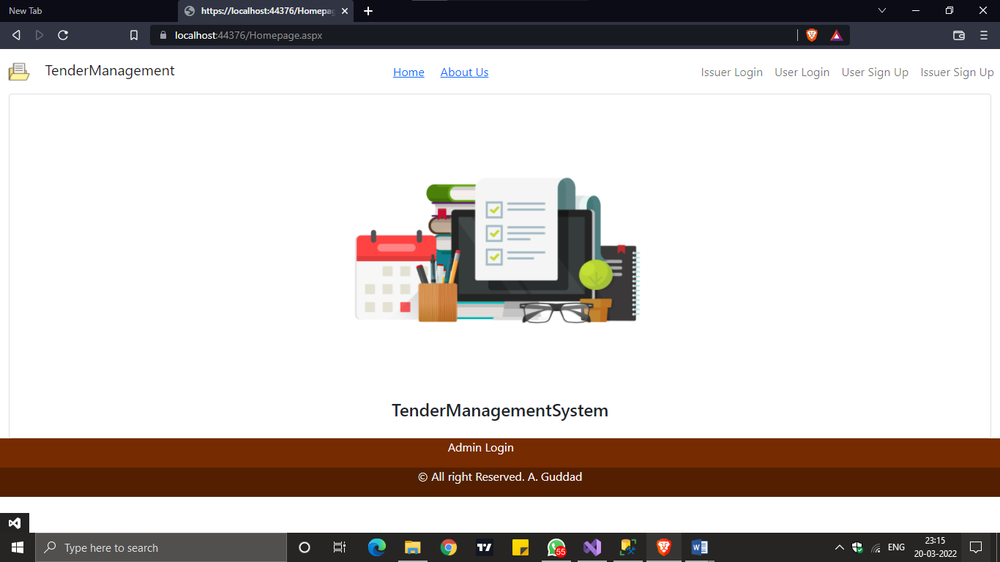 New Tab
https://localhost:44376/Homepag
localhost:44376/Homepage.aspx
TenderManagement Home About Us Issuer Login User Login User Sign Up Issuer Sign Up
TenderManagementSystem
Admin Login
© All right Reserved. A. Guddad
Type here to search
55
ENG
23:15
20-03-2022